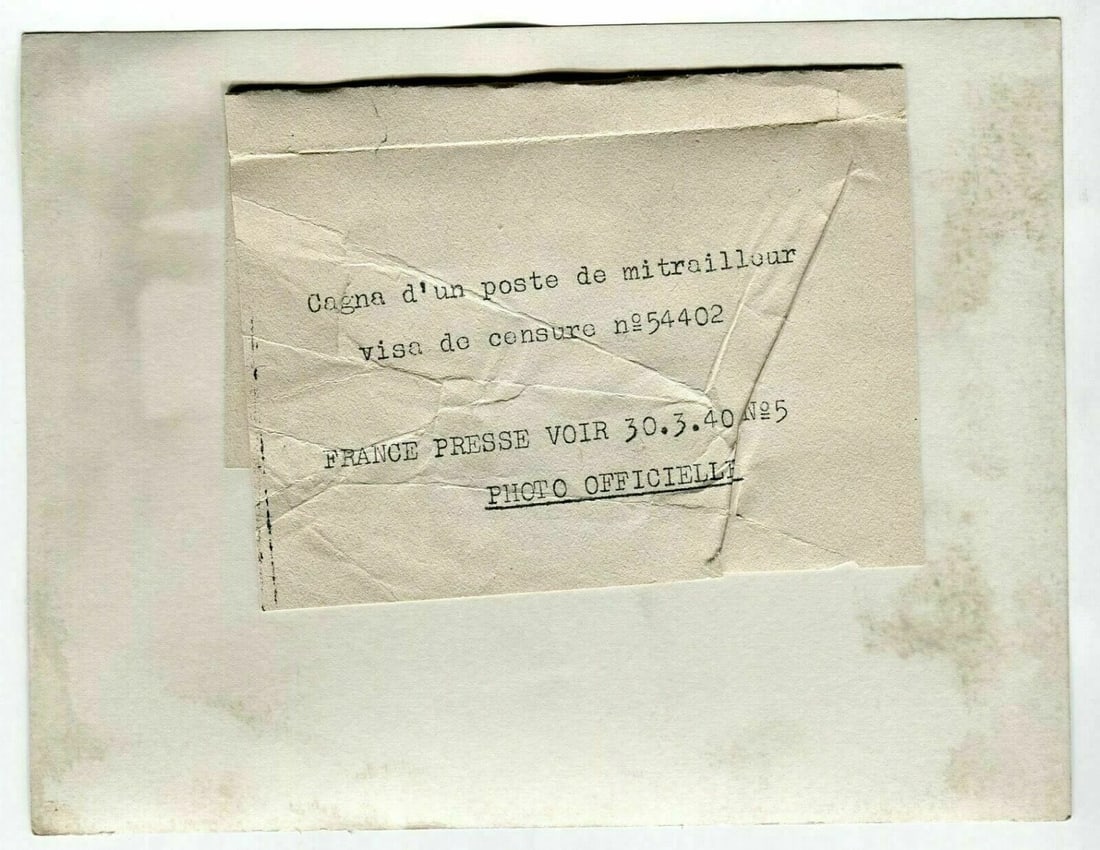 Cagna d'un poste de mitrailleur
visa de censure nº54402
FRANCE PRESSE VOIR 30.3.40 Nº5
PHOTO OFFICIELLE